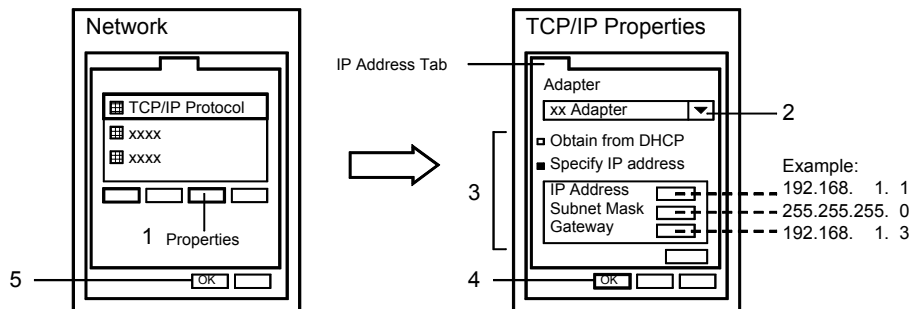 Network
TCP/IP Protocol
xxxx
xxxx
1 Properties
5
OK
TCP/IP Properties
IP Address Tab
Adapter
xx Adapter
2
3
Obtain from DHCP
Specify IP address
IP Address
Subnet Mask
Gateway
Example:
192.168. 1. 1
255.255.255. 0
192.168. 1. 3
4
OK